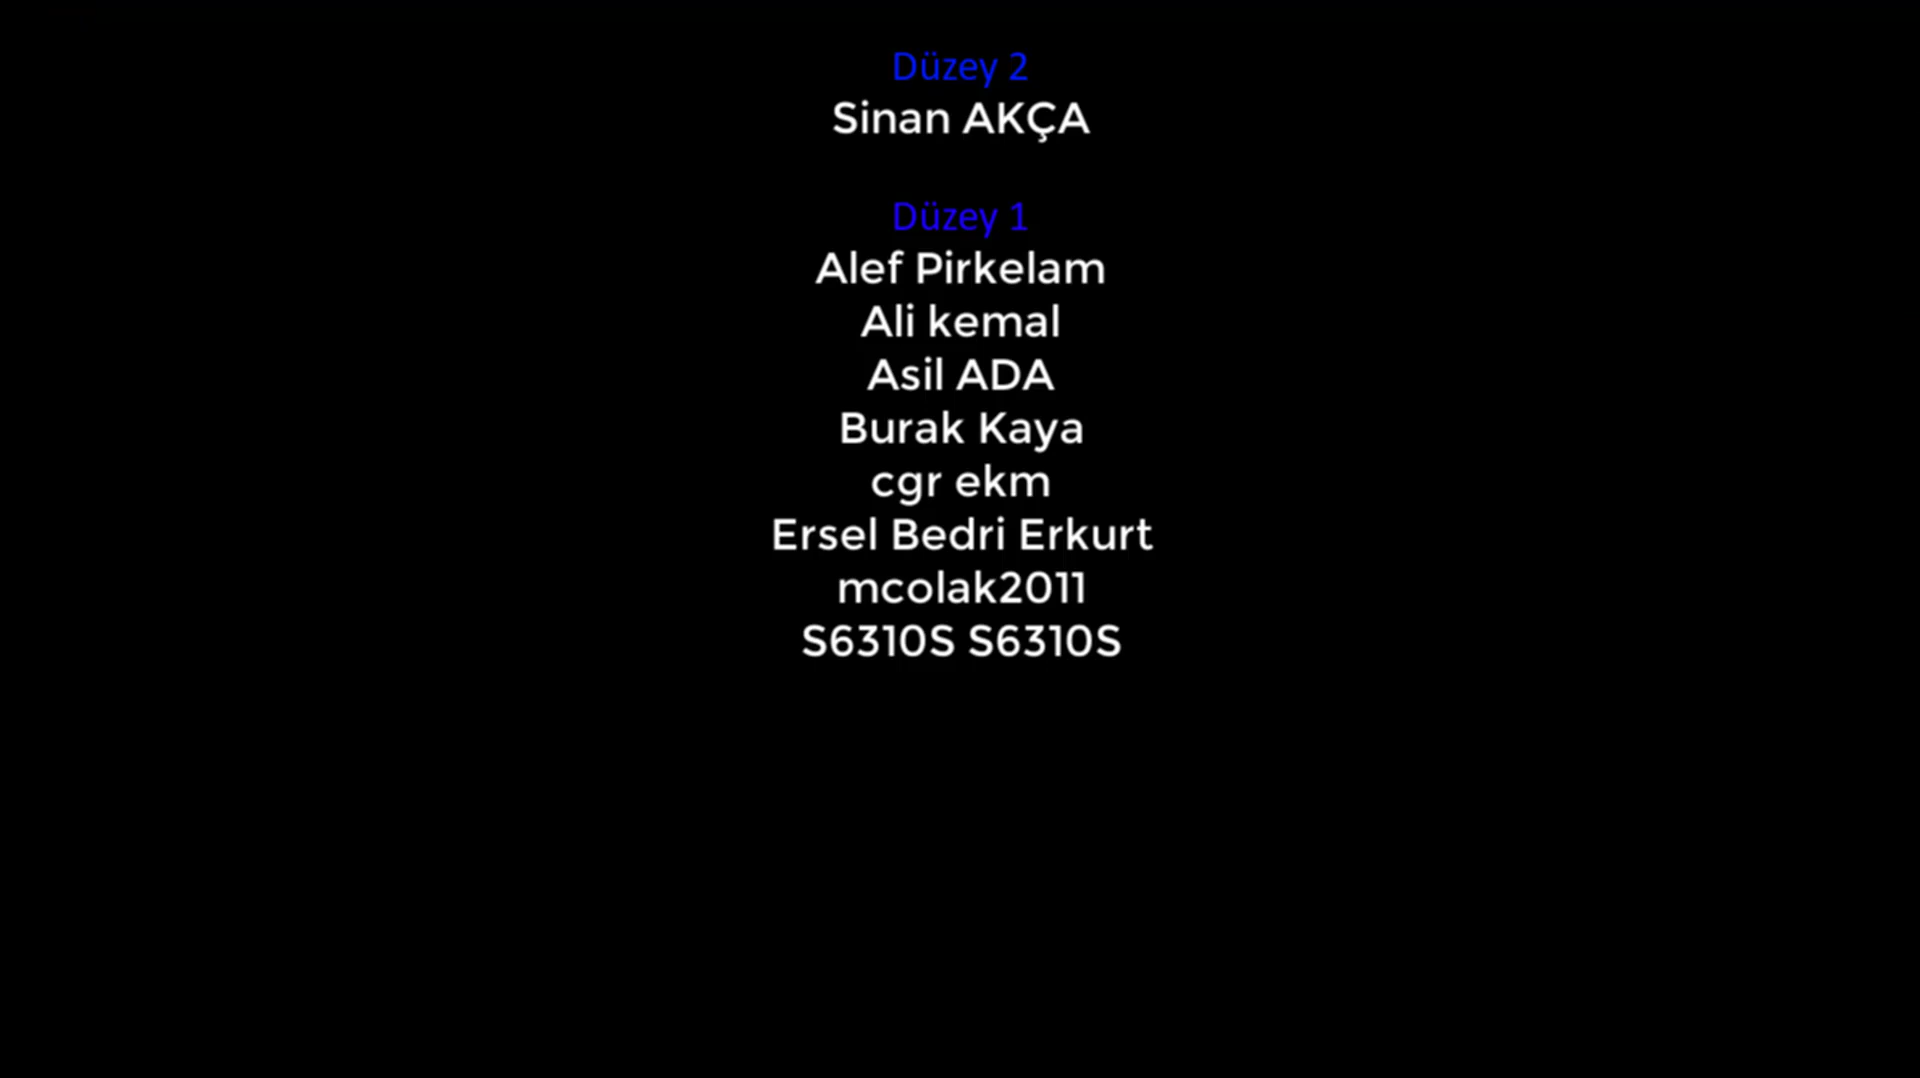 Düzey 2
Sinan AKÇA
Düzey 1
Alef Pirkelam
Ali kemal
Asil ADA
Burak Kaya
cgr ekm
Ersel Bedri Erkurt
mcolak2011
S6310S S6310S